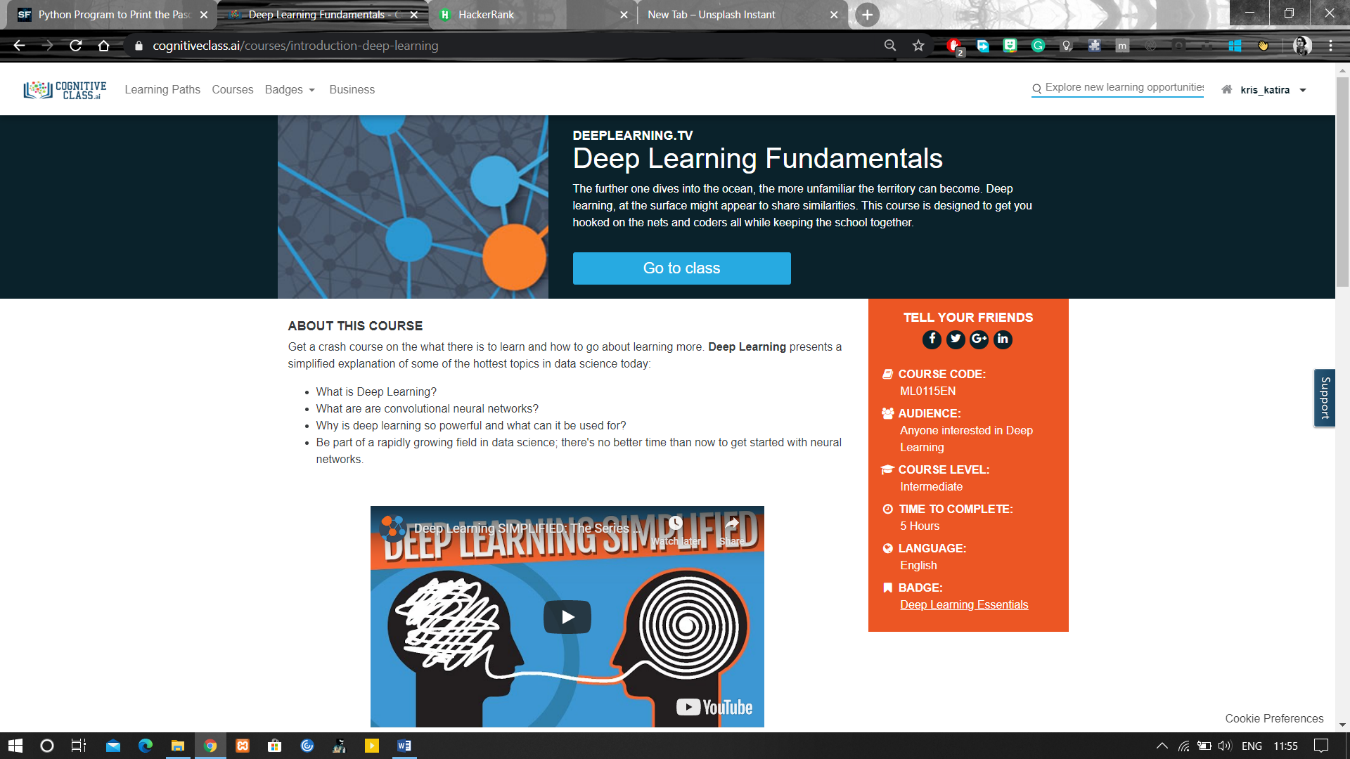 SF Python Program to Print the Pasc
Deep Learning Fundamentals - C
HackerRank
New Tab – Unsplash Instant
cognitiveclass.ai/courses/introduction-deep-learning
2
m
COGNITIVE
CLASS.ai
Learning Paths Courses Badges Business
Explore new learning opportunities
kris_katira
DEEPLEARNING.TV
Deep Learning Fundamentals
The further one dives into the ocean, the more unfamiliar the territory can become. Deep
learning, at the surface might appear to share similarities. This course is designed to get you
hooked on the nets and coders all while keeping the school together.
Go to class
ABOUT THIS COURSE
Get a crash course on the what there is to learn and how to go about learning more. Deep Learning presents a
simplified explanation of some of the hottest topics in data science today:
• What is Deep Learning?
• What are are convolutional neural networks?
• Why is deep learning so powerful and what can it be used for?
• Be part of a rapidly growing field in data science; there's no better time than now to get started with neural
networks.
Deep Learning SIMPLIFIED: The Series ...
Watch later
Share
DEEP LEARNING SIMPLIFIED
YouTube
TELL YOUR FRIENDS
COURSE CODE:
ML0115EN
AUDIENCE:
Anyone interested in Deep
Learning
COURSE LEVEL:
Intermediate
TIME TO COMPLETE:
5 Hours
LANGUAGE:
English
BADGE:
Deep Learning Essentials
Support
Cookie Preferences
ENG 11:55